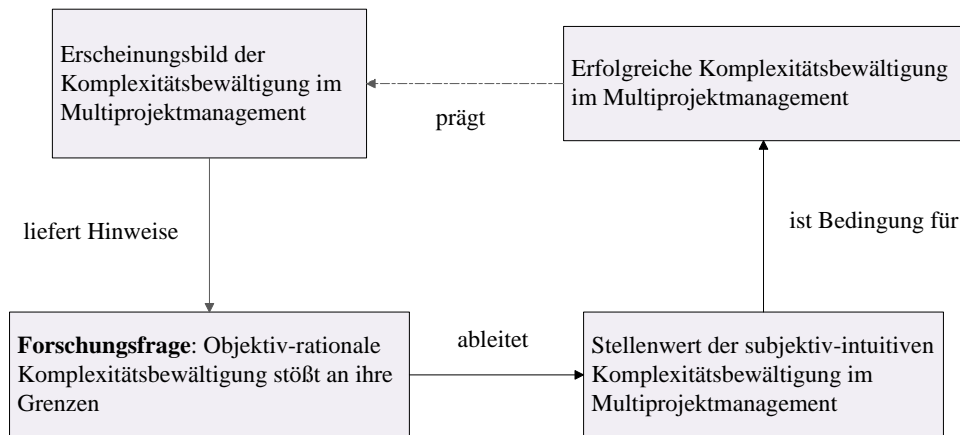 Erscheinungsbild der
Komplexitätsbewältigung im
Multiprojektmanagement
Erfolgreiche Komplexitätsbewältigung
im Multiprojektmanagement
prägt
liefert Hinweise
ist Bedingung für
Forschungsfrage: Objektiv-rationale
Komplexitätsbewältigung stößt an ihre
Grenzen
ableitet
Stellenwert der subjektiv-intuitiven
Komplexitätsbewältigung im
Multiprojektmanagement